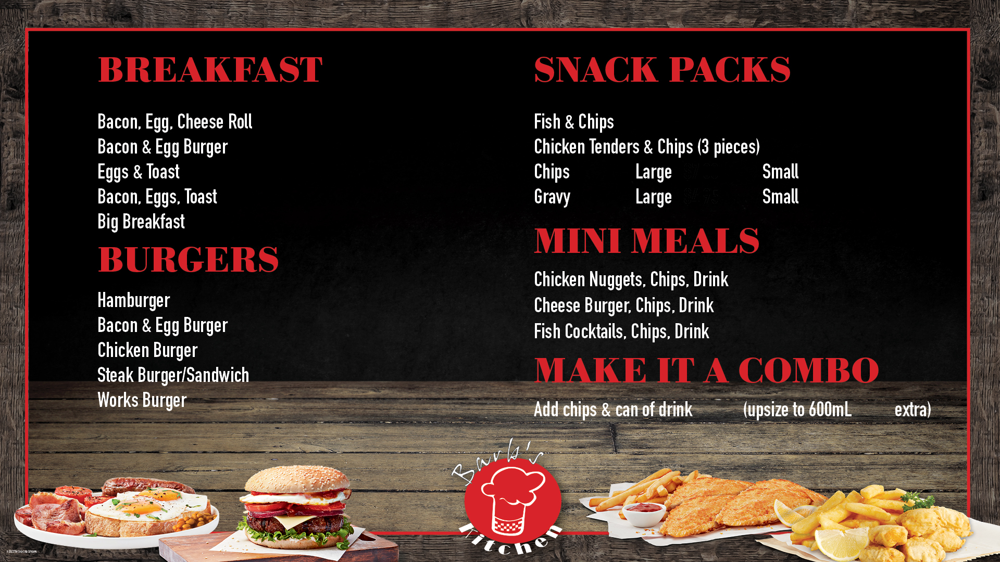 BREAKFAST
Bacon, Egg, Cheese Roll
Bacon & Egg Burger
Eggs & Toast
Bacon, Eggs, Toast
Big Breakfast
BURGERS
Hamburger
Bacon & Egg Burger
Chicken Burger
Steak Burger/Sandwich
Works Burger
SNACK PACKS
Fish & Chips
Chicken Tenders & Chips (3 pieces)
Chips Large Small
Gravy Large Small
MINI MEALS
Chicken Nuggets, Chips, Drink
Cheese Burger, Chips, Drink
Fish Cocktails, Chips, Drink
MAKE IT A COMBO
Add chips & can of drink (upsize to 600mL extra)
Barb's
Kitchen